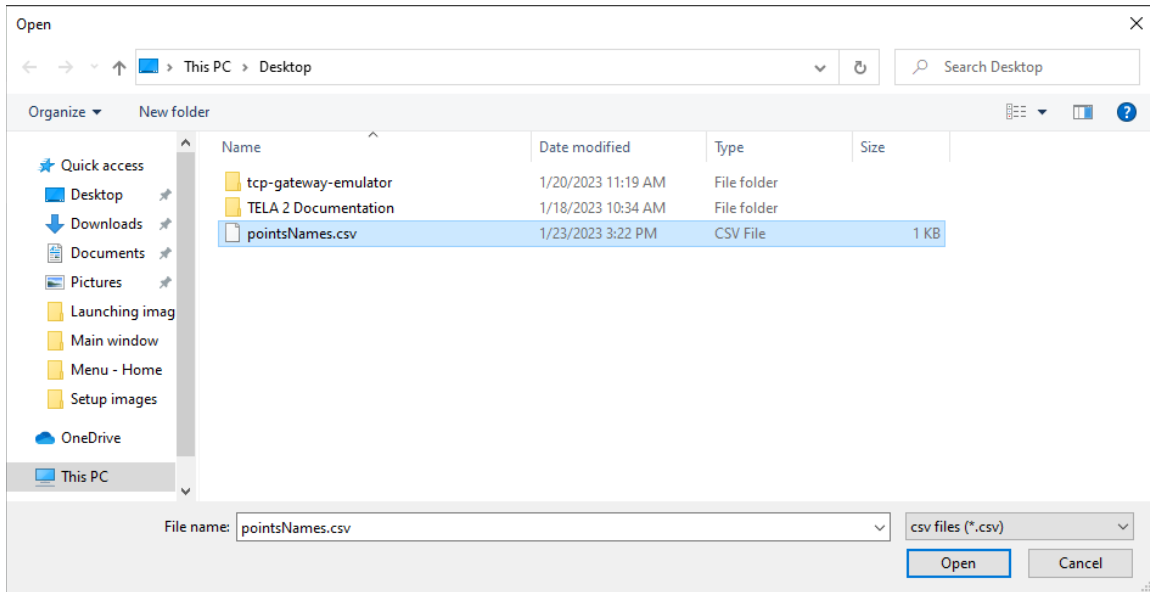 Open
This PC > Desktop
Search Desktop
Organize
New folder
Quick access
Desktop
Downloads
Documents
Pictures
Launching imag
Main window
Menu - Home
Setup images
OneDrive
This PC
Name Date modified Type Size
tcp-gateway-emulator 1/20/2023 11:19 AM File folder
TELA 2 Documentation 1/18/2023 10:34 AM File folder
pointsNames.csv 1/23/2023 3:22 PM CSV File 1 KB
File name: pointsNames.csv csv files (*.csv)
Open Cancel